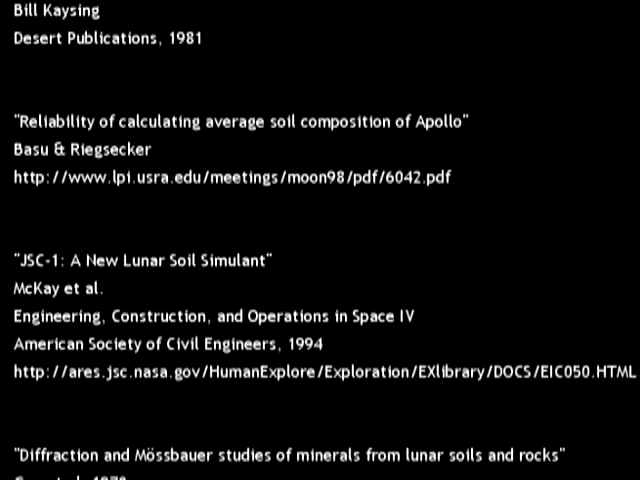 Bill Kaysing
Desert Publications, 1981
"Reliability of calculating average soil composition of Apollo"
Basu & Riegsecker
http://www.lpi.usra.edu/meetings/moon98/pdf/6042.pdf
"JSC-1: A New Lunar Soil Simulant"
McKay et al.
Engineering, Construction, and Operations in Space IV
American Society of Civil Engineers, 1994
http://ares.jsc.nasa.gov/HumanExplore/Exploration/EXlibrary/DOCS/EIC050.HTML
"Diffraction and Mössbauer studies of minerals from lunar soils and rocks"